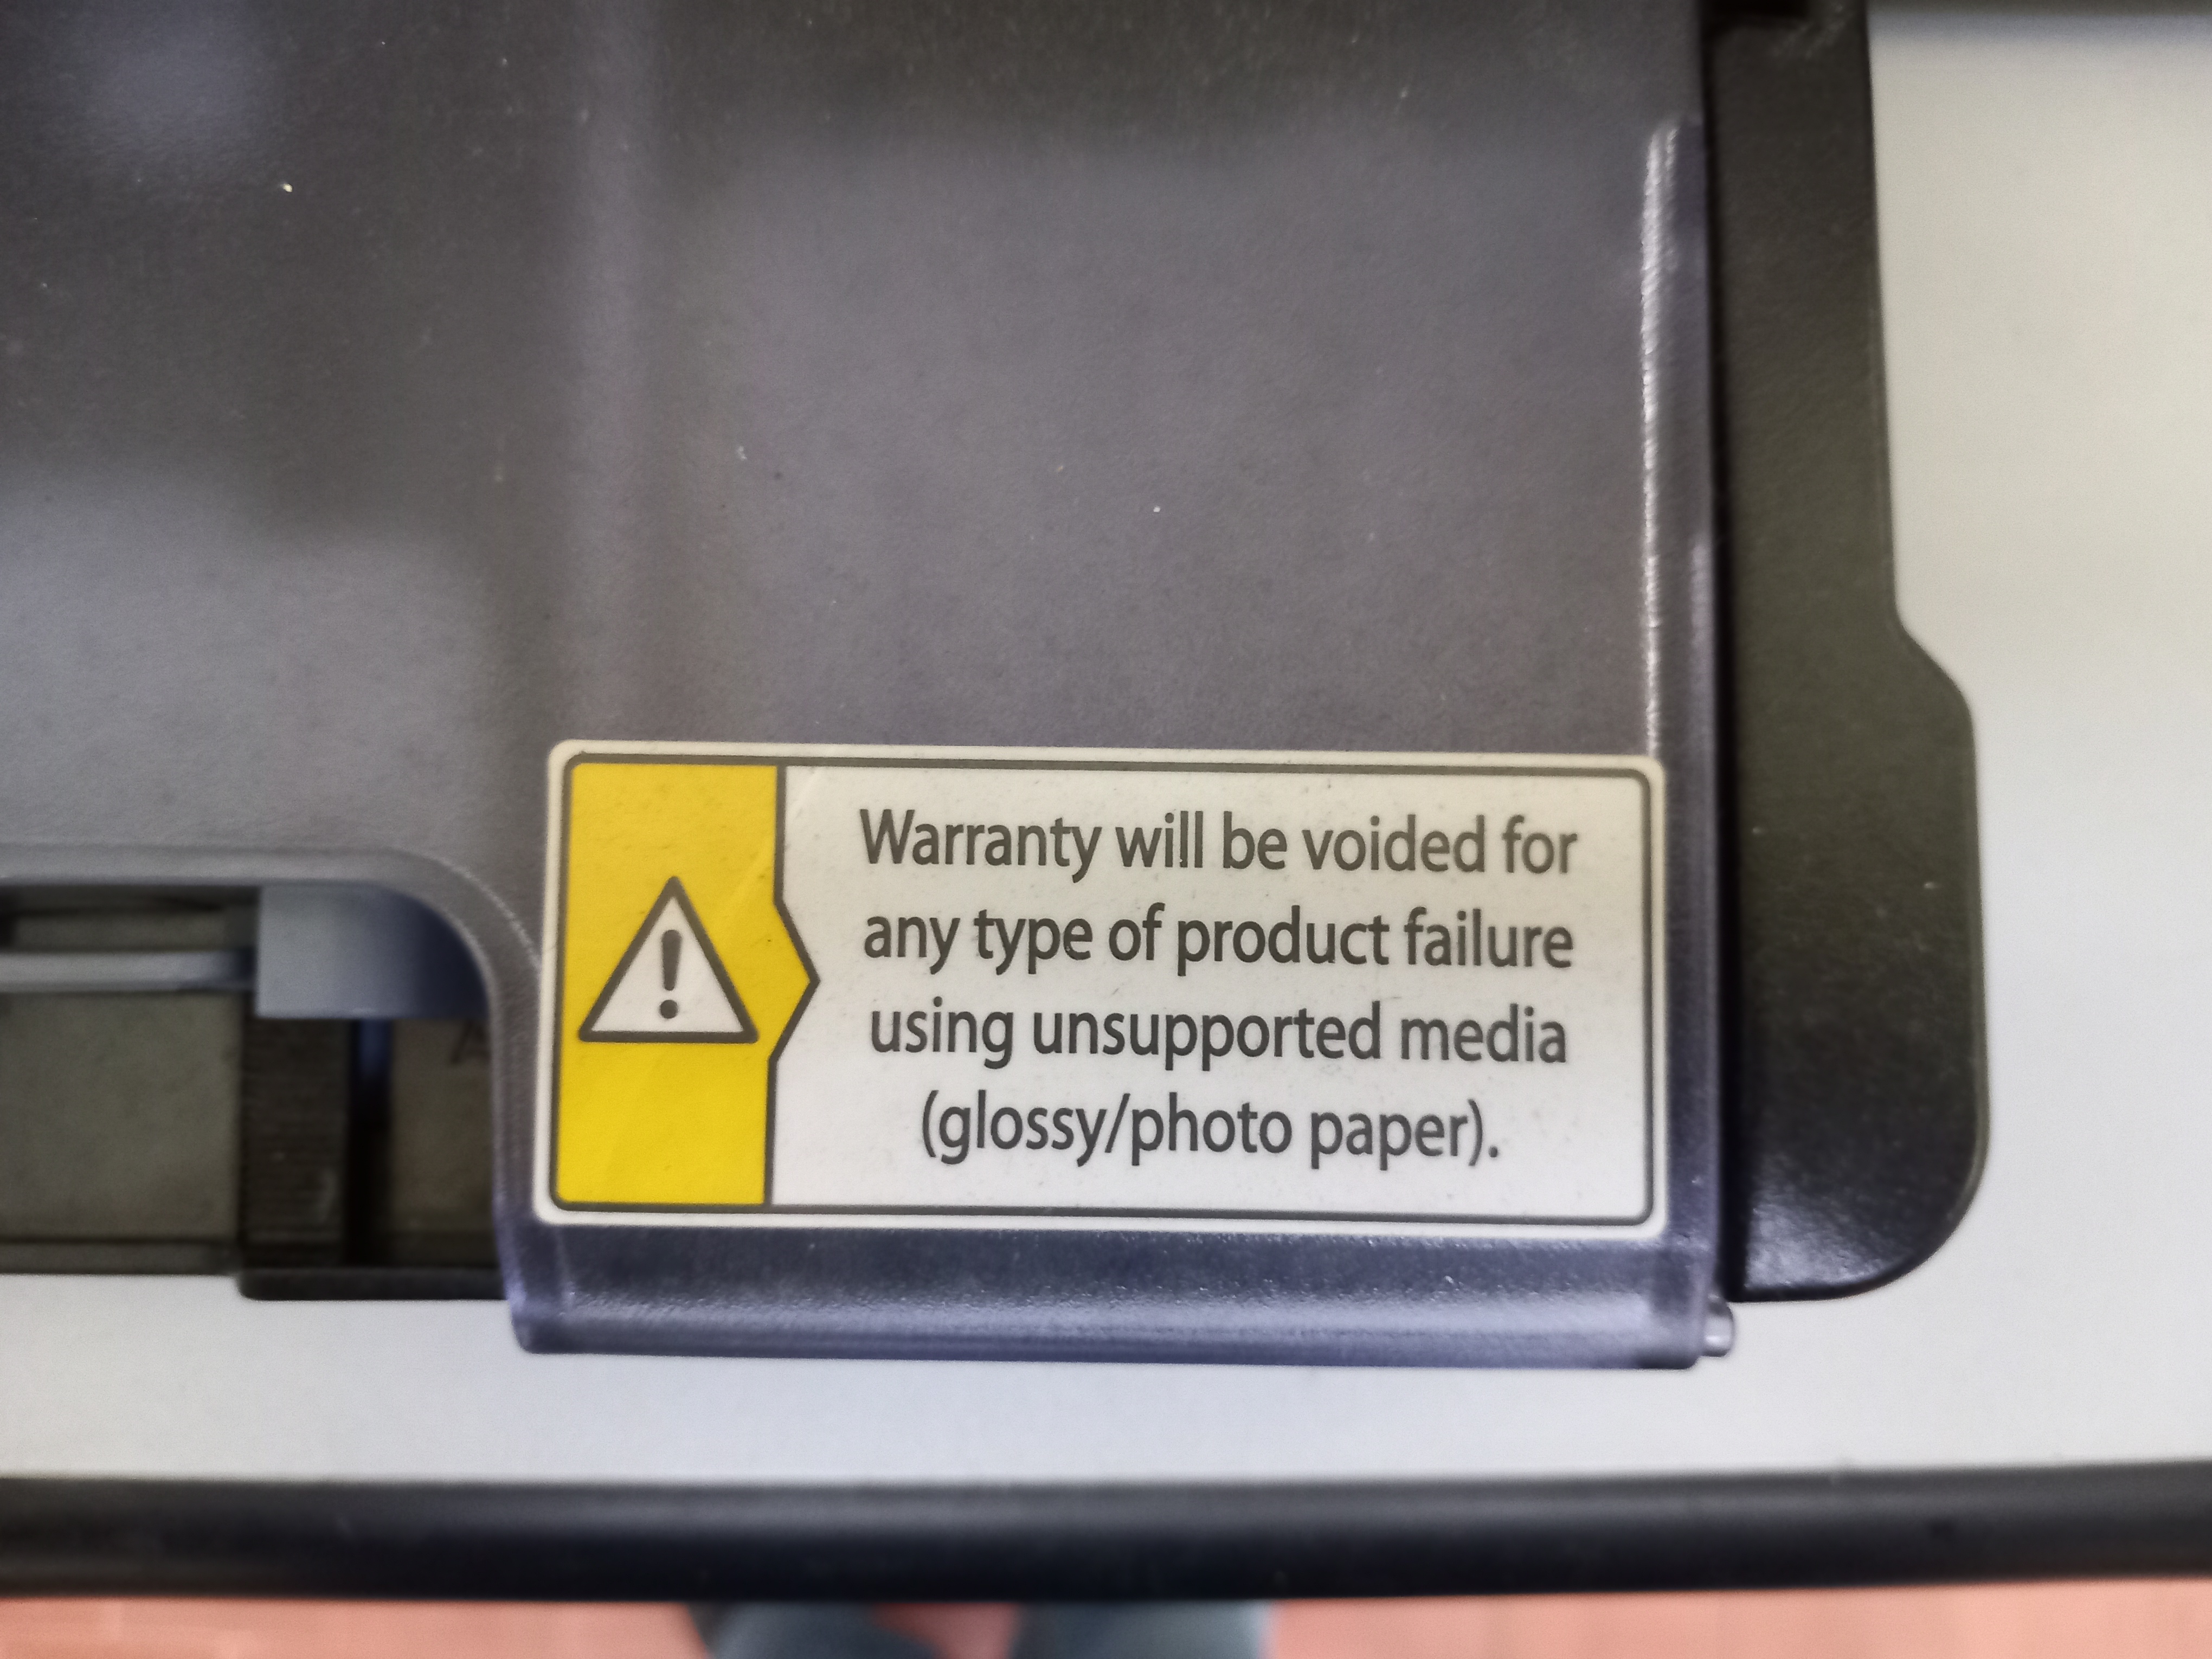 Warranty will be voided for
any type of product failure
using unsupported media
(glossy/photo paper).